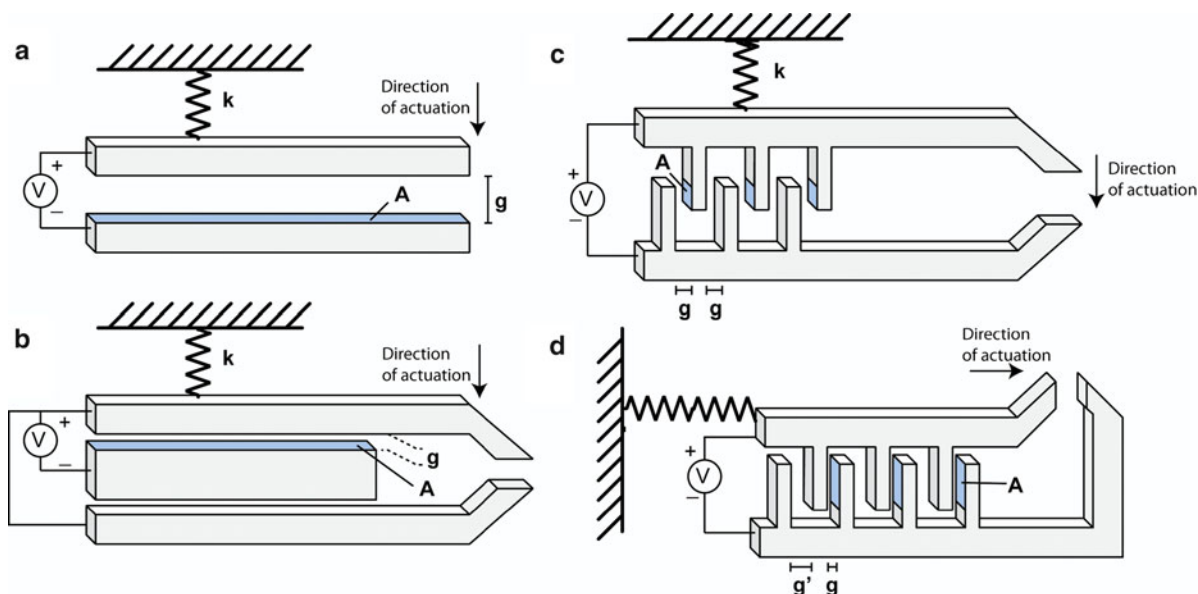 a
k
Direction
of actuation
+
V
–
A
g
b
k
Direction
of actuation
+
V
–
g
A
c
k
A
+
V
–
Direction
of actuation
g g
d
Direction
of actuation
+
V
–
A
g' g